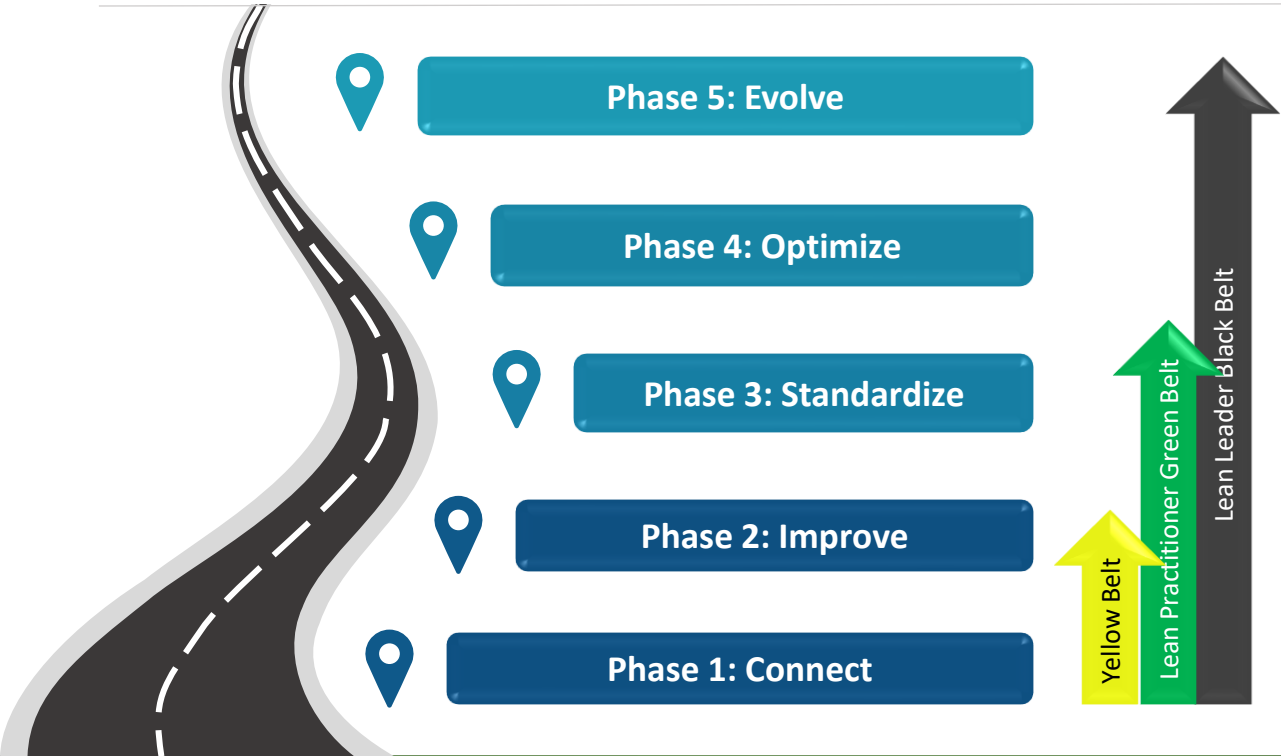 Phase 5: Evolve
Phase 4: Optimize
Phase 3: Standardize
Phase 2: Improve
Phase 1: Connect
Yellow Belt
Lean Practitioner Green Belt
Lean Leader Black Belt